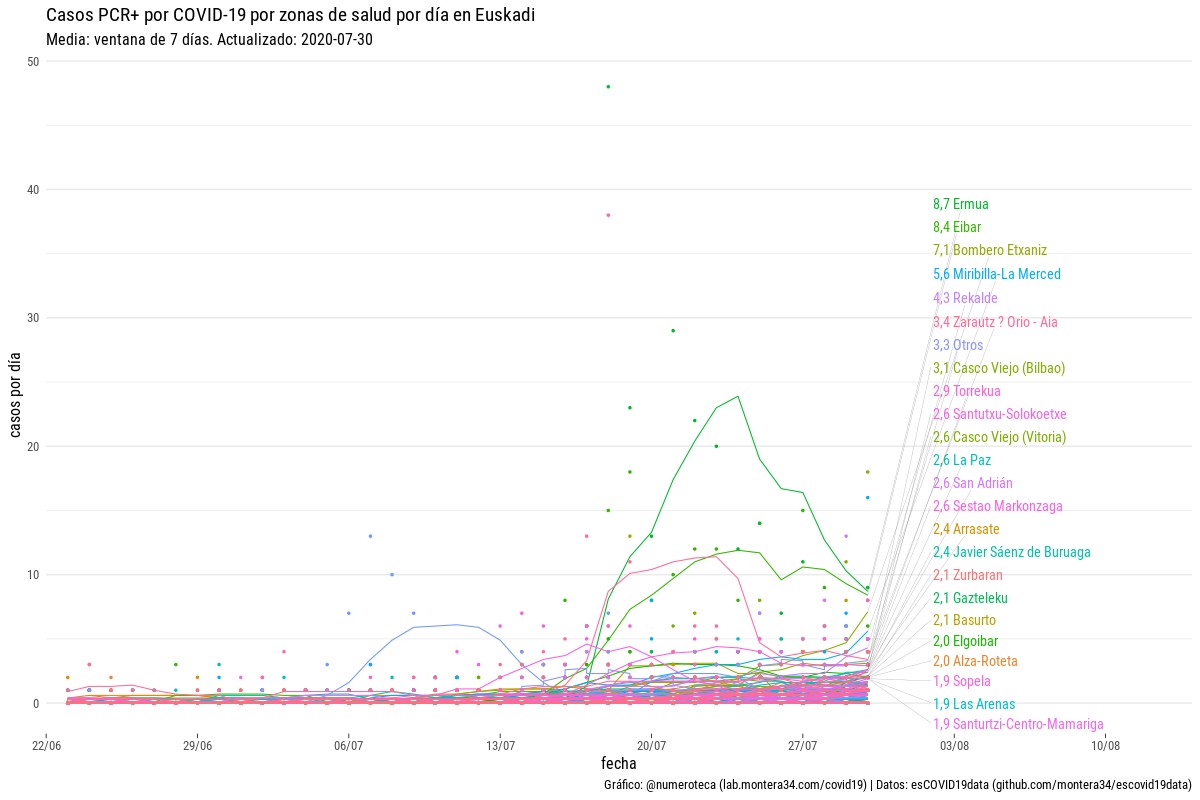 Casos PCR+ por COVID-19 por zonas de salud por día en Euskadi
Media: ventana de 7 días. Actualizado: 2020-07-30
50
40
30
20
10
0
casos por día
8,7 Ermua
8,4 Eibar
7,1 Bombero Etxaniz
5,6 Miribilla-La Merced
4,3 Rekalde
3,4 Zarautz ? Orio - Aia
3,3 Otros
3,1 Casco Viejo (Bilbao)
2,9 Torrekua
2,6 Santutxu-Solokoetxe
2,6 Casco Viejo (Vitoria)
2,6 La Paz
2,6 San Adrián
2,6 Sestao Markonzaga
2,4 Arrasate
2,4 Javier Sáenz de Buruaga
2,1 Zurbaran
2,1 Gazteleku
2,1 Basurto
2,0 Elgoibar
2,0 Alza-Roteta
1,9 Sopela
1,9 Las Arenas
1,9 Santurtzi-Centro-Mamariga
22/06 29/06 06/07 13/07 20/07 27/07 03/08 10/08
fecha
Gráfico: @numeroteca (lab.montera34.com/covid19) | Datos: esCOVID19data (github.com/montera34/escovid19data)